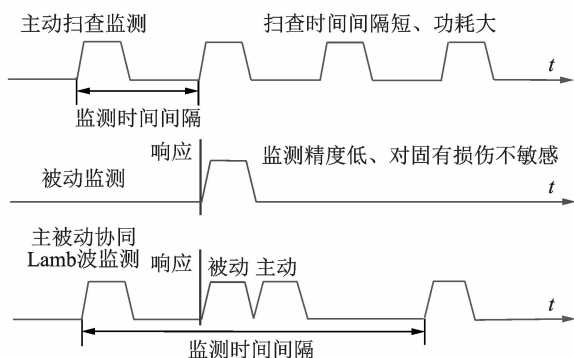 主动扫查监测
扫查时间间隔短、功耗大
t
监测时间间隔
响应
监测精度低、对固有损伤不敏感
被动监测
t
主被动协同
Lamb波监测
响应
被动 主动
t
监测时间间隔